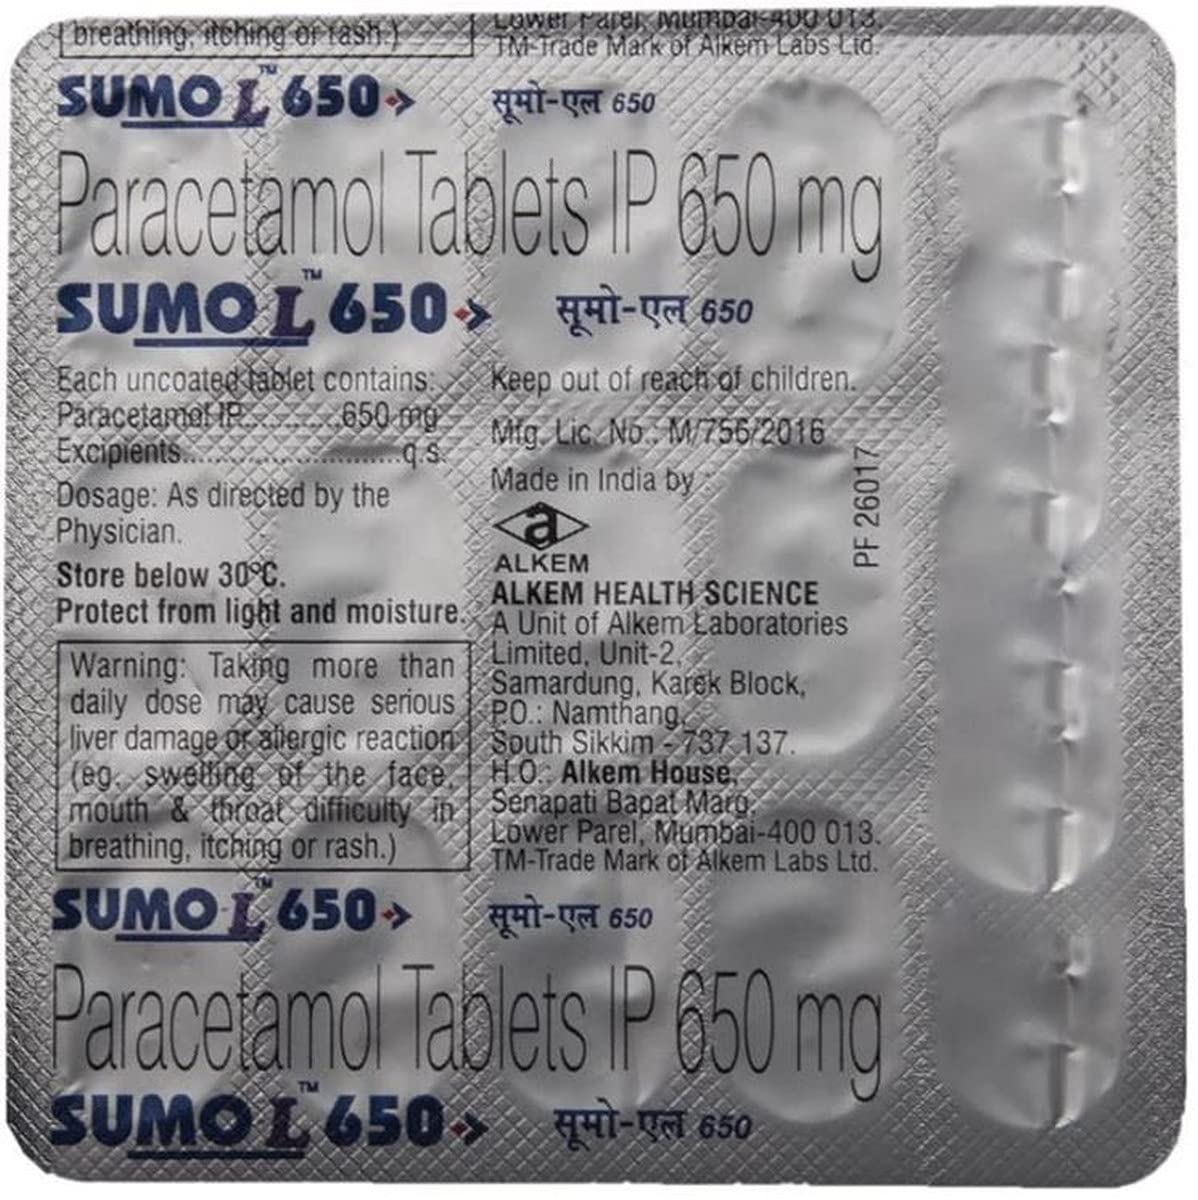 breathing, itching or rash.)
Lower Parel, Mumbai-400 013.
TM-Trade Mark of Alkem Labs Ltd.
SUMO L™ 650
सूमो-एल 650
Paracetamol Tablets IP 650 mg
SUMO L™ 650
सूमो-एल 650
Each uncoated tablet contains:
Paracetamol IP..........650 mg
Excipients........................q.s.
Dosage: As directed by the
Physician.
Store below 30°C.
Protect from light and moisture.
Warning: Taking more than
daily dose may cause serious
liver damage or allergic reaction
(eg. swelling of the face,
mouth & throat difficulty in
breathing, itching or rash.)
Keep out of reach of children.
Mfg. Lic. No.: M/756/2016
Made in India by :
a
ALKEM
ALKEM HEALTH SCIENCE
A Unit of Alkem Laboratories
Limited, Unit-2,
Samardung, Karek Block,
P.O.: Namthang,
South Sikkim - 737 137.
H.O.: Alkem House,
Senapati Bapat Marg,
Lower Parel, Mumbai-400 013.
TM-Trade Mark of Alkem Labs Ltd.
PF 26017
SUMO L™ 650
सूमो-एल 650
Paracetamol Tablets IP 650 mg
SUMO L™ 650
सूमो-एल 650